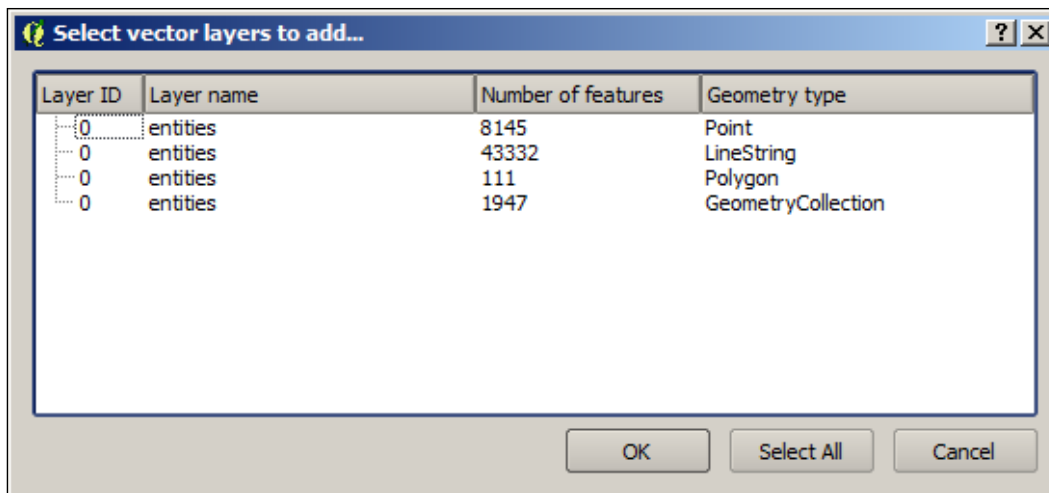 Select vector layers to add...
? X
Layer ID Layer name Number of features Geometry type
0 entities 8145 Point
0 entities 43332 LineString
0 entities 111 Polygon
0 entities 1947 GeometryCollection
OK Select All Cancel